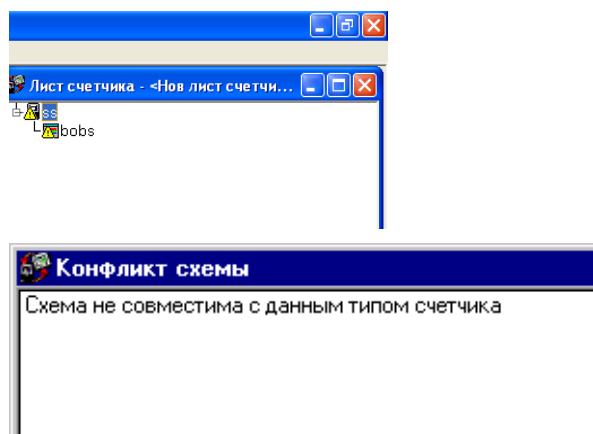 Лист счетчика - <Нов лист счетчи...
ss
bobs
Конфликт схемы
Схема не совместима с данным типом счетчика